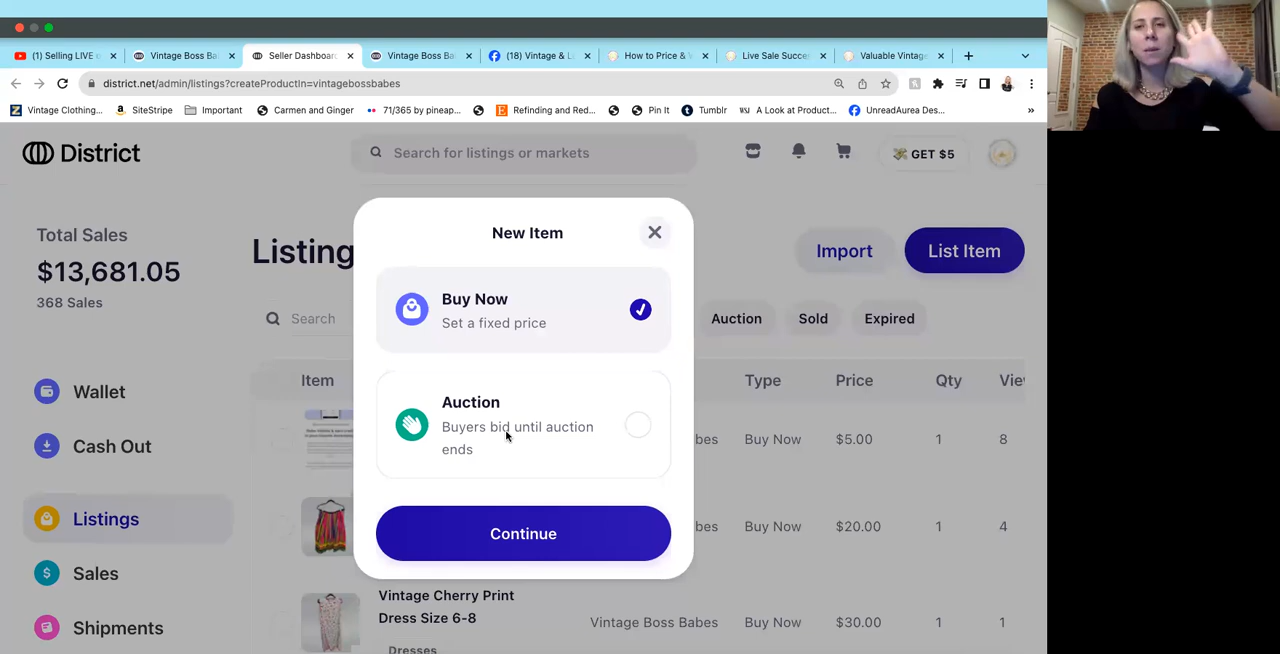 (1) Selling LIVE o
Vintage Boss Ba
Seller Dashboar
Vintage Boss Ba
(18) Vintage & L
How to Price &
Live Sale Succe
Valuable Vintage
district.net/admin/listings?createProductIn=vintagebossbabes
Vintage Clothing...
SiteStripe
Important
Carmen and Ginger
71/365 by pineap...
Refinding and Red...
Pin It
Tumblr
A Look at Product...
UnreadAurea Des...
»
District
Search for listings or markets
GET $5
Total Sales
$13,681.05
368 Sales
Wallet
Cash Out
Listings
Sales
Shipments
Listing
Import
List Item
Search
Auction
Sold
Expired
Item
Type
Price
Qty
Vie
bes
Buy Now
$5.00
1
8
bes
Buy Now
$20.00
1
4
Vintage Cherry Print
Dress Size 6-8
Vintage Boss Babes
Buy Now
$30.00
1
1
Dresses
New Item
Buy Now
Set a fixed price
Auction
Buyers bid until auction
ends
Continue